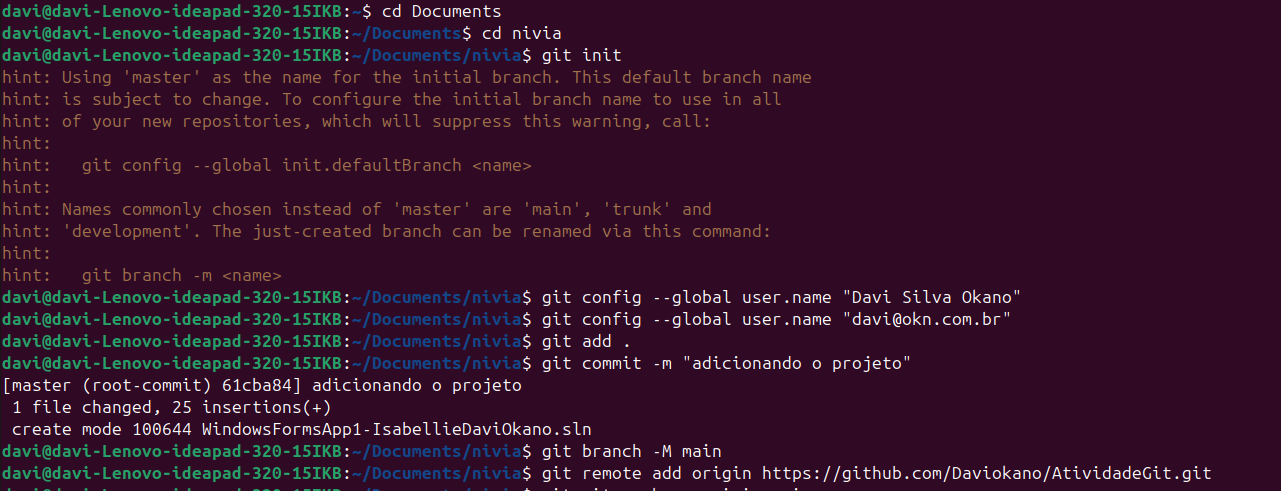 davi@davi-Lenovo-ideapad-320-15IKB:~$ cd Documents
davi@davi-Lenovo-ideapad-320-15IKB:~/Documents$ cd nivia
davi@davi-Lenovo-ideapad-320-15IKB:~/Documents/nivia$ git init
hint: Using 'master' as the name for the initial branch. This default branch name
hint: is subject to change. To configure the initial branch name to use in all
hint: of your new repositories, which will suppress this warning, call:
hint:
hint:   git config --global init.defaultBranch <name>
hint:
hint: Names commonly chosen instead of 'master' are 'main', 'trunk' and
hint: 'development'. The just-created branch can be renamed via this command:
hint:
hint:   git branch -m <name>
davi@davi-Lenovo-ideapad-320-15IKB:~/Documents/nivia$ git config --global user.name "Davi Silva Okano"
davi@davi-Lenovo-ideapad-320-15IKB:~/Documents/nivia$ git config --global user.name "davi@okn.com.br"
davi@davi-Lenovo-ideapad-320-15IKB:~/Documents/nivia$ git add .
davi@davi-Lenovo-ideapad-320-15IKB:~/Documents/nivia$ git commit -m "adicionando o projeto"
[master (root-commit) 61cba84] adicionando o projeto
 1 file changed, 25 insertions(+)
 create mode 100644 WindowsFormsApp1-IsabellieDaviOkano.sln
davi@davi-Lenovo-ideapad-320-15IKB:~/Documents/nivia$ git branch -M main
davi@davi-Lenovo-ideapad-320-15IKB:~/Documents/nivia$ git remote add origin https://github.com/Daviokano/AtividadeGit.git